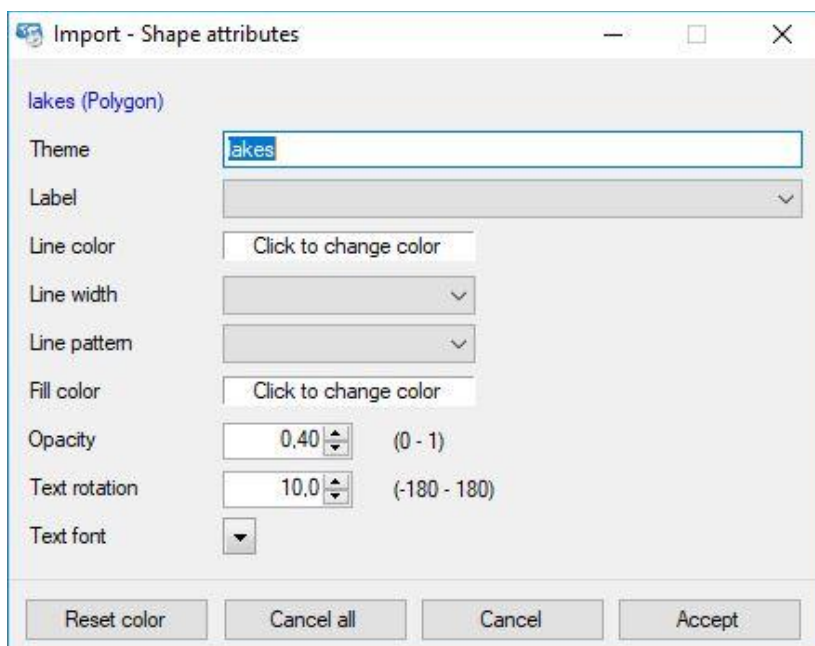 Import - Shape attributes
lakes (Polygon)
Theme lakes
Label
Line color Click to change color
Line width
Line pattern
Fill color Click to change color
Opacity 0,40 (0 - 1)
Text rotation 10,0 (-180 - 180)
Text font
Reset color Cancel all Cancel Accept